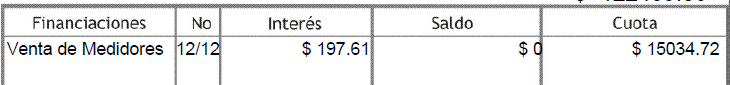 Financiaciones No Interés Saldo Cuota
Venta de Medidores 12/12 $ 197.61 $ 0 $ 15034.72